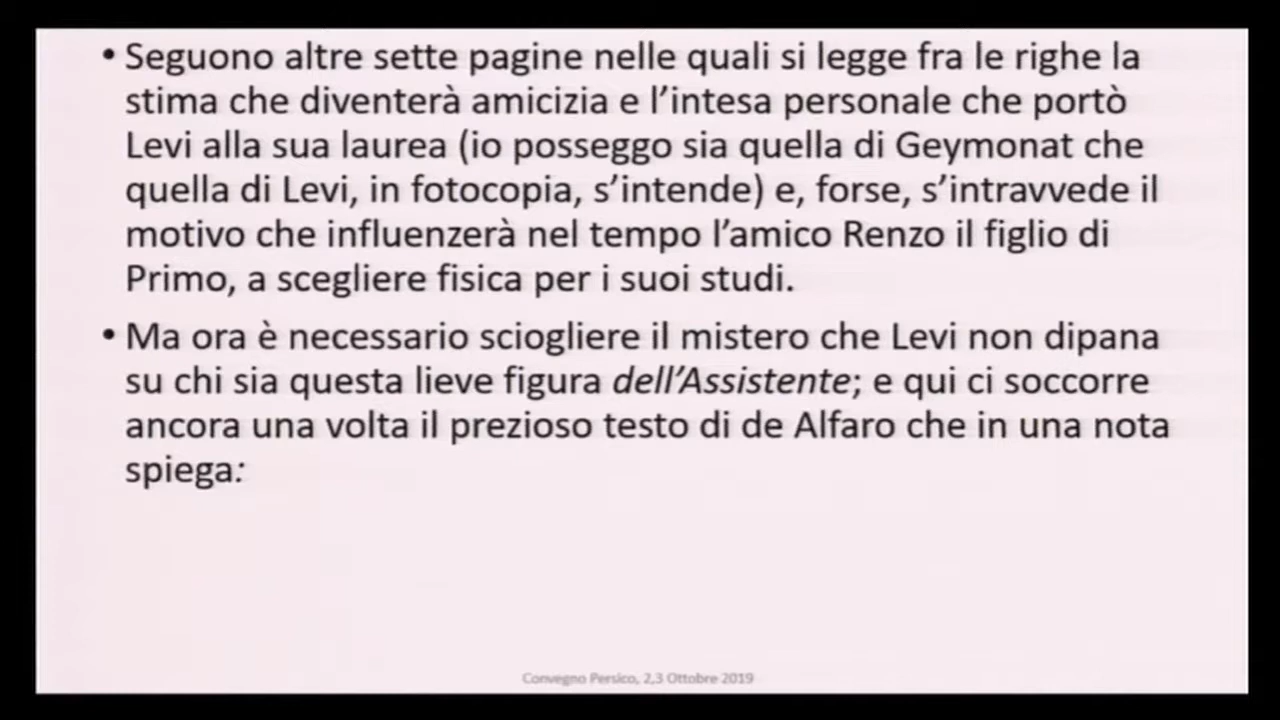 • Seguono altre sette pagine nelle quali si legge fra le righe la
stima che diventerà amicizia e l’intesa personale che portò
Levi alla sua laurea (io posseggo sia quella di Geymonat che
quella di Levi, in fotocopia, s’intende) e, forse, s’intravvede il
motivo che influenzerà nel tempo l’amico Renzo il figlio di
Primo, a scegliere fisica per i suoi studi.
• Ma ora è necessario sciogliere il mistero che Levi non dipana
su chi sia questa lieve figura dell’Assistente; e qui ci soccorre
ancora una volta il prezioso testo di de Alfaro che in una nota
spiega:
Convegno Persico, 2,3 Ottobre 2019